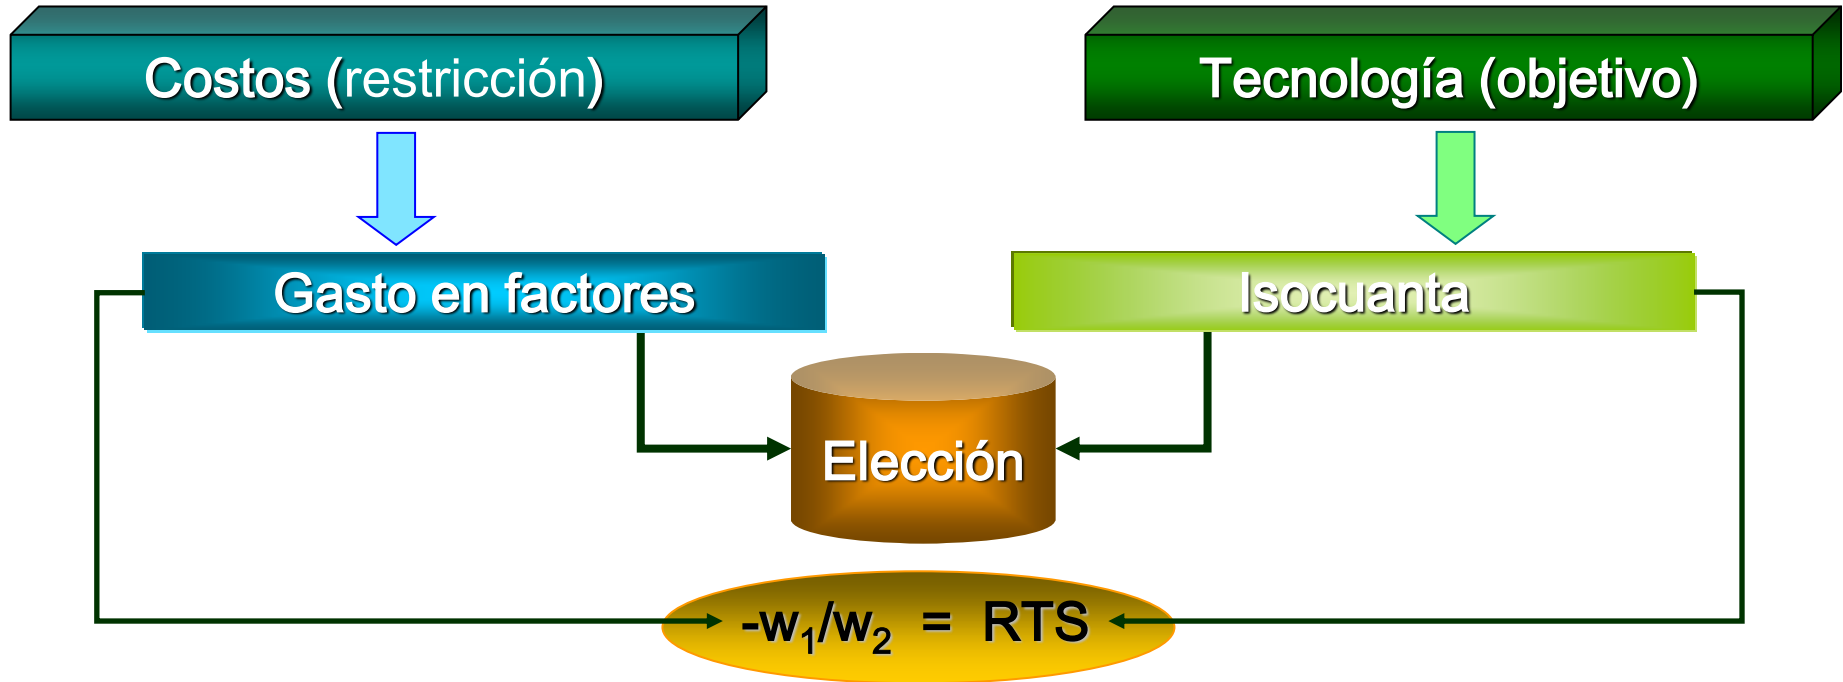 Costos (restricción)
Tecnología (objetivo)
Gasto en factores
Isocuanta
Elección
-w₁/w₂ = RTS